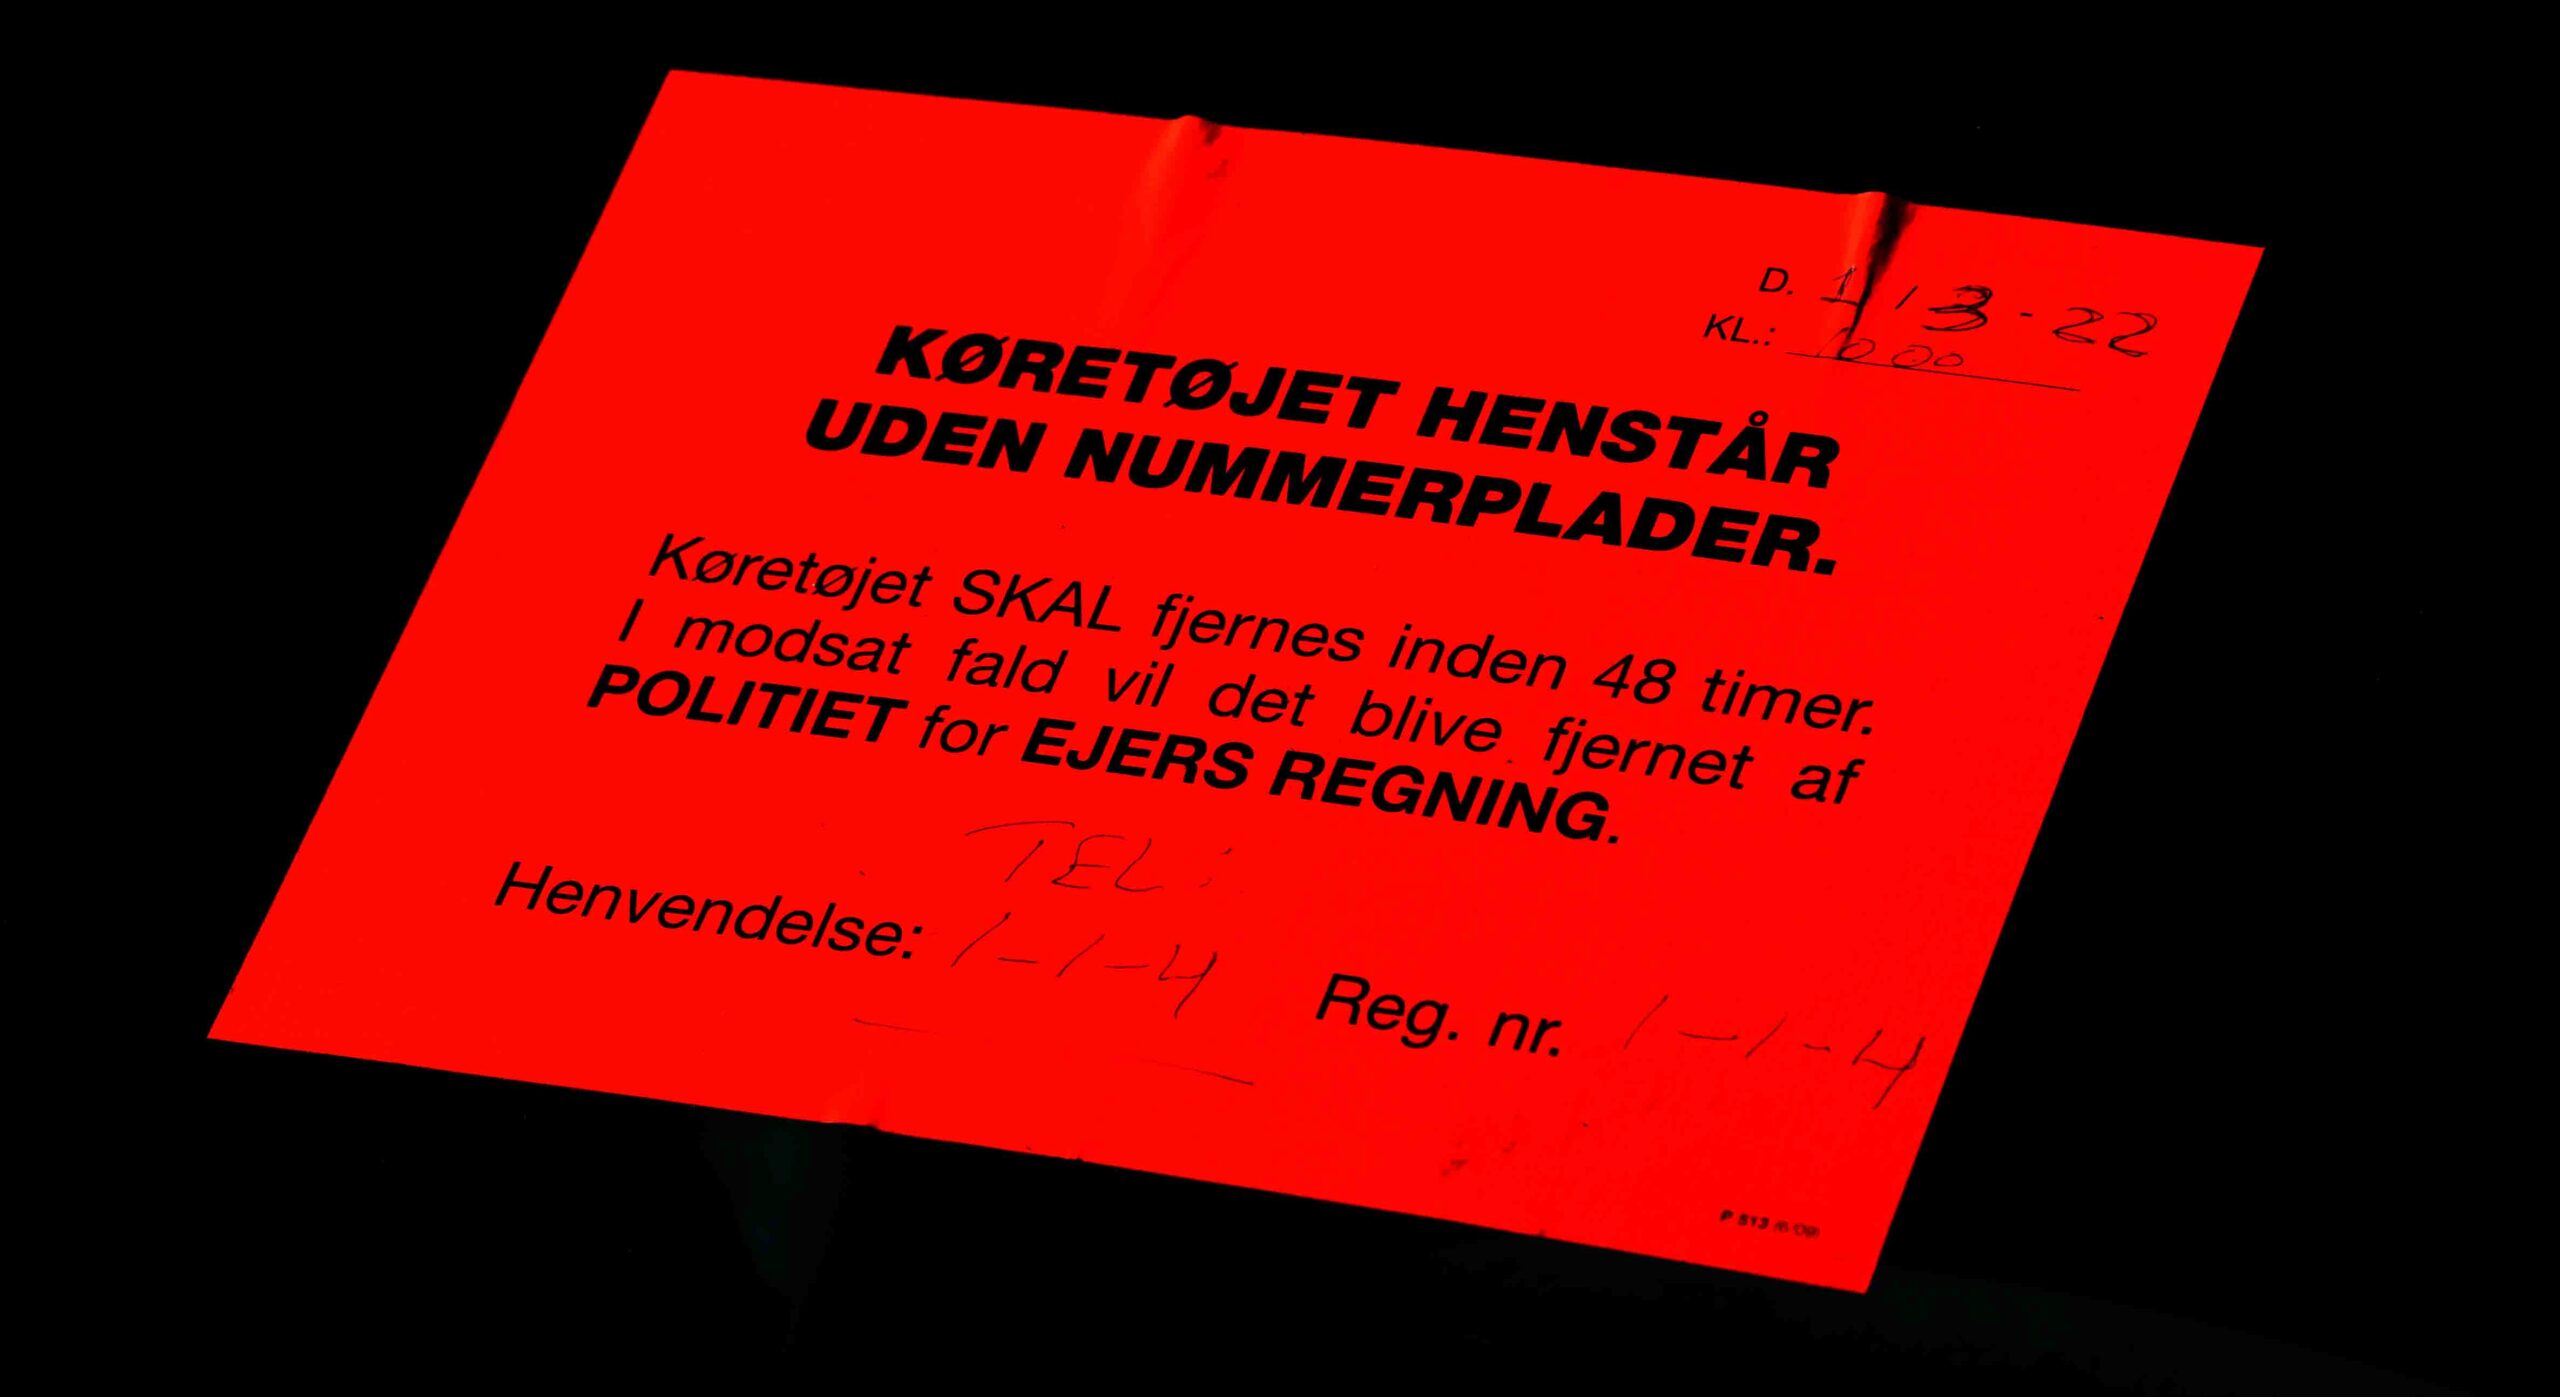 D. 1/3-22
KL.: 10 00
KØRETØJET HENSTÅR
UDEN NUMMERPLADER.
Køretøjet SKAL fjernes inden 48 timer.
I modsat fald vil det blive fjernet af
POLITIET for EJERS REGNING.
TEL:
Henvendelse: 1-1-4 Reg. nr. 1-1-4
P 513